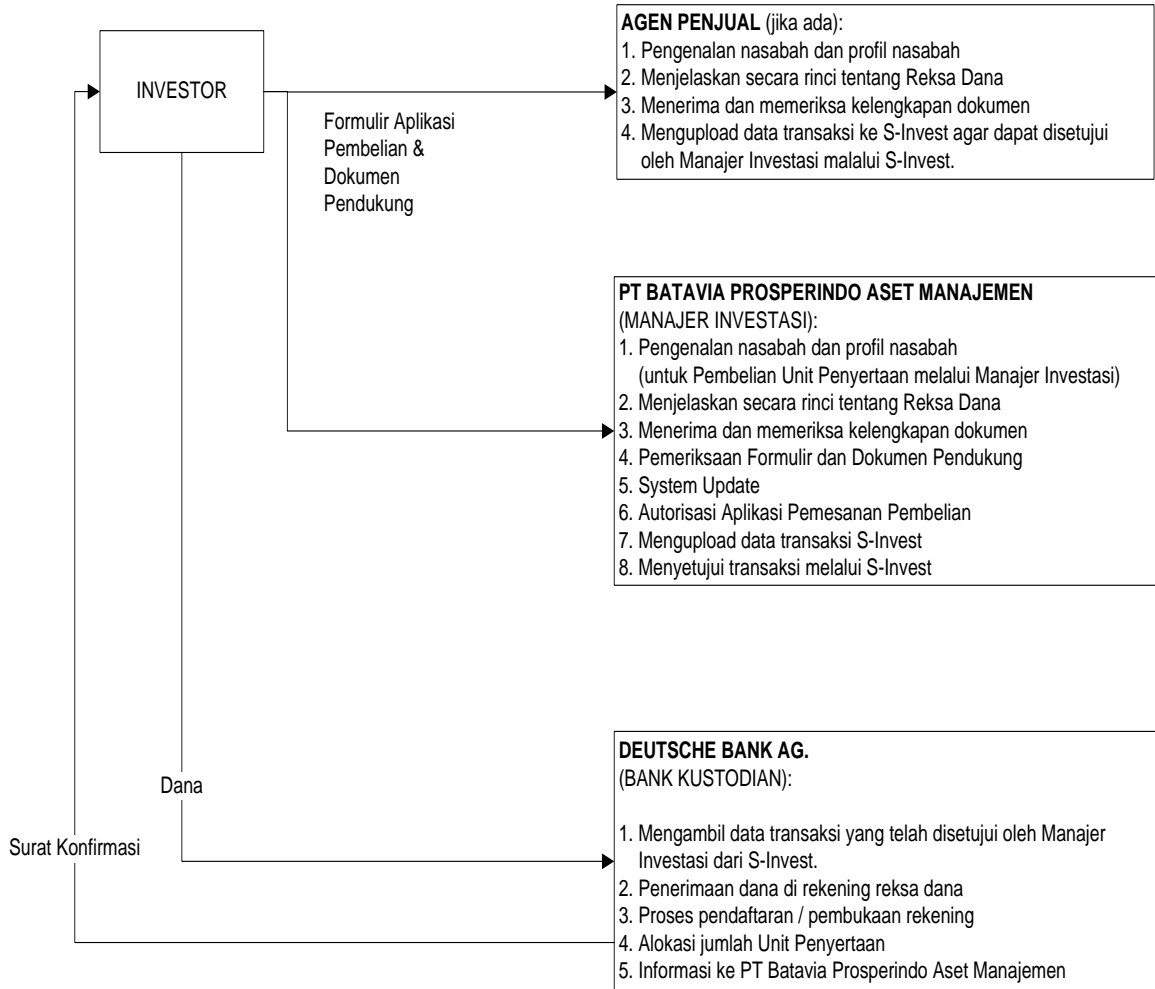 INVESTOR
Formulir Aplikasi
Pembelian &
Dokumen
Pendukung
AGEN PENJUAL (jika ada):
1. Pengenalan nasabah dan profil nasabah
2. Menjelaskan secara rinci tentang Reksa Dana
3. Menerima dan memeriksa kelengkapan dokumen
4. Mengupload data transaksi ke S-Invest agar dapat disetujui
oleh Manajer Investasi malalui S-Invest.
PT BATAVIA PROSPERINDO ASET MANAJEMEN
(MANAJER INVESTASI):
1. Pengenalan nasabah dan profil nasabah
(untuk Pembelian Unit Penyertaan melalui Manajer Investasi)
2. Menjelaskan secara rinci tentang Reksa Dana
3. Menerima dan memeriksa kelengkapan dokumen
4. Pemeriksaan Formulir dan Dokumen Pendukung
5. System Update
6. Autorisasi Aplikasi Pemesanan Pembelian
7. Mengupload data transaksi S-Invest
8. Menyetujui transaksi melalui S-Invest
Dana
Surat Konfirmasi
DEUTSCHE BANK AG.
(BANK KUSTODIAN):
1. Mengambil data transaksi yang telah disetujui oleh Manajer
Investasi dari S-Invest.
2. Penerimaan dana di rekening reksa dana
3. Proses pendaftaran / pembukaan rekening
4. Alokasi jumlah Unit Penyertaan
5. Informasi ke PT Batavia Prosperindo Aset Manajemen